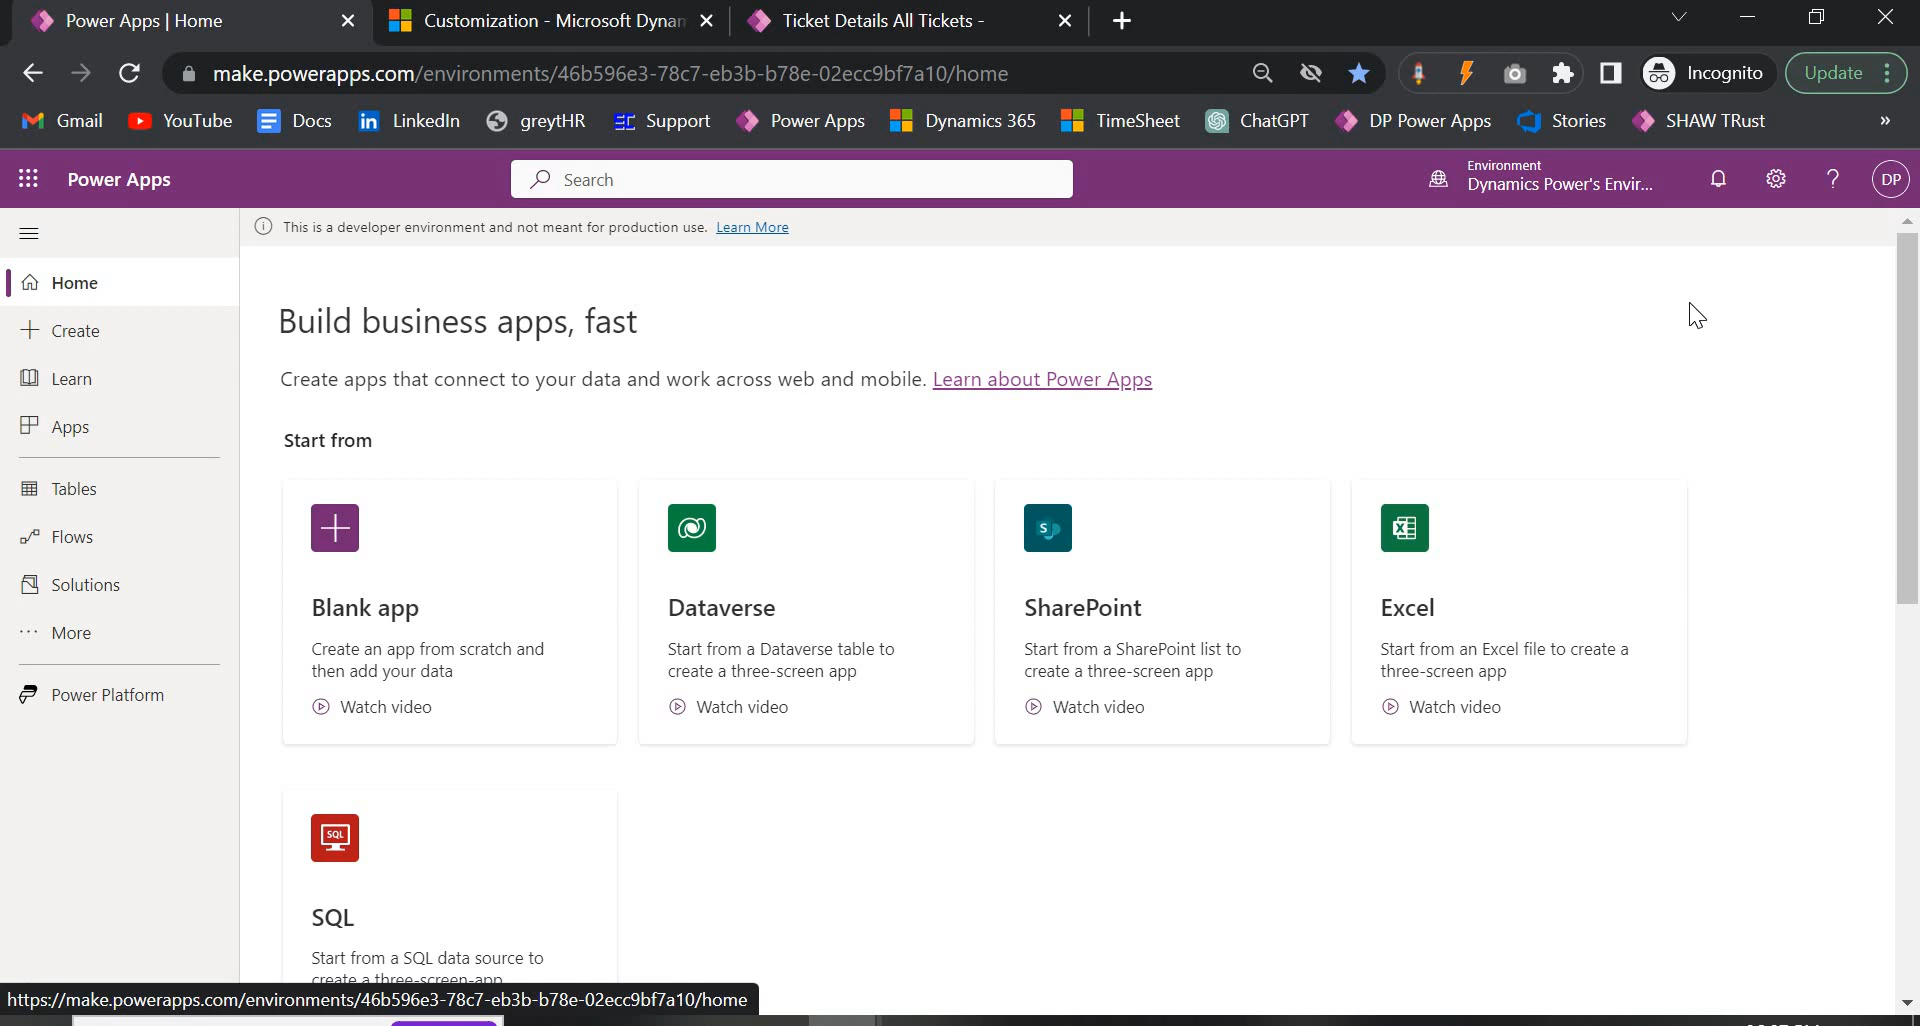 Power Apps | Home
Customization - Microsoft Dynan
Ticket Details All Tickets -
make.powerapps.com/environments/46b596e3-78c7-eb3b-b78e-02ecc9bf7a10/home
Incognito
Update
Gmail
YouTube
Docs
LinkedIn
greytHR
Support
Power Apps
Dynamics 365
TimeSheet
ChatGPT
DP Power Apps
Stories
SHAW TRust
»
Power Apps
Search
Environment
Dynamics Power's Envir...
DP
This is a developer environment and not meant for production use. Learn More
Home
Create
Learn
Apps
Tables
Flows
Solutions
More
Power Platform
Build business apps, fast
Create apps that connect to your data and work across web and mobile. Learn about Power Apps
Start from
Blank app
Create an app from scratch and
then add your data
Watch video
Dataverse
Start from a Dataverse table to
create a three-screen app
Watch video
SharePoint
Start from a SharePoint list to
create a three-screen app
Watch video
Excel
Start from an Excel file to create a
three-screen app
Watch video
SQL
SQL
Start from a SQL data source to
create a three-screen-app
https://make.powerapps.com/environments/46b596e3-78c7-eb3b-b78e-02ecc9bf7a10/home